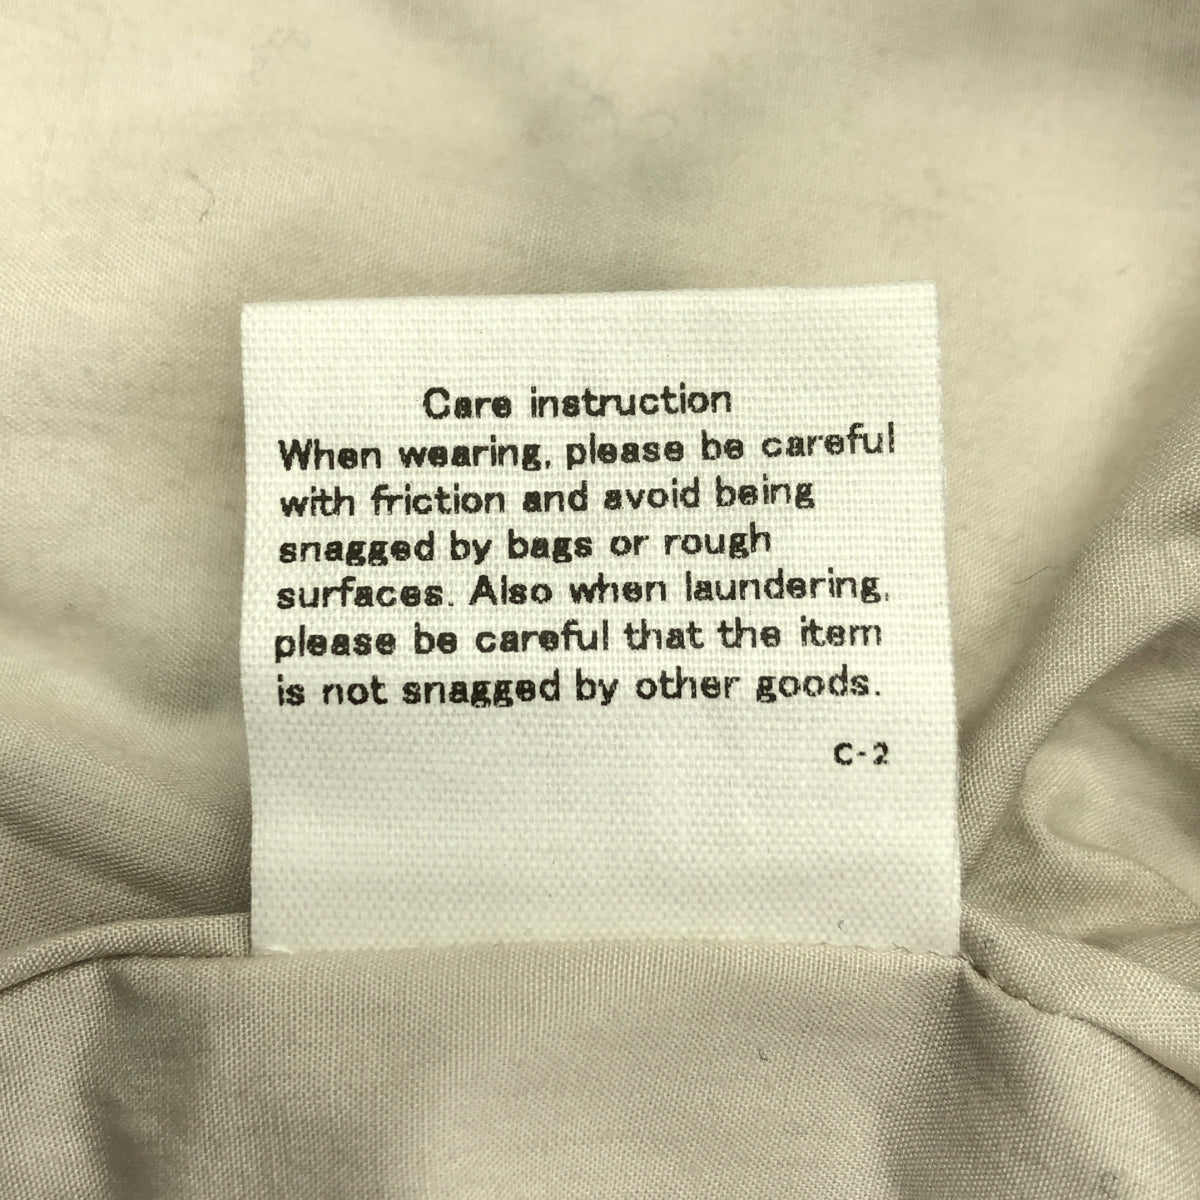 Care instruction
When wearing, please be careful
with friction and avoid being
snagged by bags or rough
surfaces. Also when laundering,
please be careful that the item
is not snagged by other goods.
C-2